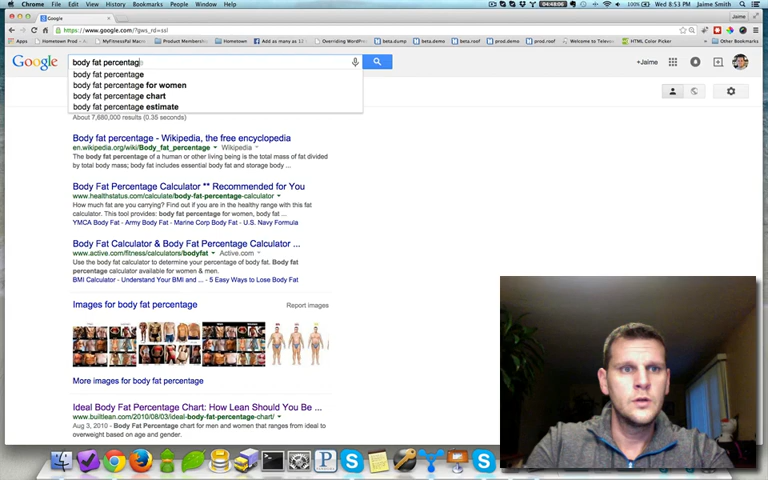 Chrome File Edit View History Bookmarks People Window Help
04:48:06
Wed 8:53 PM Jaime Smith
Google
Jaime
https://www.google.com/?gws_rd=ssl
Apps
Hometown Prod
MyFitnessPal Mac
Product Membership
Hometown
Add as many as 12
Overriding WordPre
beta.demo
beta.roof
prod.demo
prod.roof
Welcome to Televox
HTML Color Picker
Other Bookmarks
Google
body fat percentage
+Jaime
body fat percentage
body fat percentage for women
body fat percentage chart
body fat percentage estimate
About 7,680,000 results (0.35 seconds)
Body fat percentage - Wikipedia, the free encyclopedia
en.wikipedia.org/wiki/Body_fat_percentage Wikipedia
The body fat percentage of a human or other living being is the total mass of fat divided
by total body mass; body fat includes essential body fat and storage body ...
Body Fat Percentage Calculator ** Recommended for You
www.healthstatus.com/calculate/body-fat-percentage-calculator
How much fat are you carrying? Find out if you are in the healthy range with this fat
calculator. This tool provides: body fat percentage for women, body fat ...
YMCA Body Fat - Army Body Fat - Marine Corp Body Fat - U.S. Navy Formula
Body Fat Calculator & Body Fat Percentage Calculator ...
www.active.com/fitness/calculators/bodyfat Active.com
Use the body fat calculator to determine your percentage of body fat. Body fat
percentage calculator available for women & men.
BMI Calculator - Understand Your BMI and ... - 5 Easy Ways to Lose Body Fat
Images for body fat percentage
Report images
More images for body fat percentage
Ideal Body Fat Percentage Chart: How Lean Should You Be ...
www.builtlean.com/2010/08/03/ideal-body-fat-percentage-chart/
Aug 3, 2010 - Body Fat Percentage chart for men and women that ranges from ideal to
overweight based on age and gender.